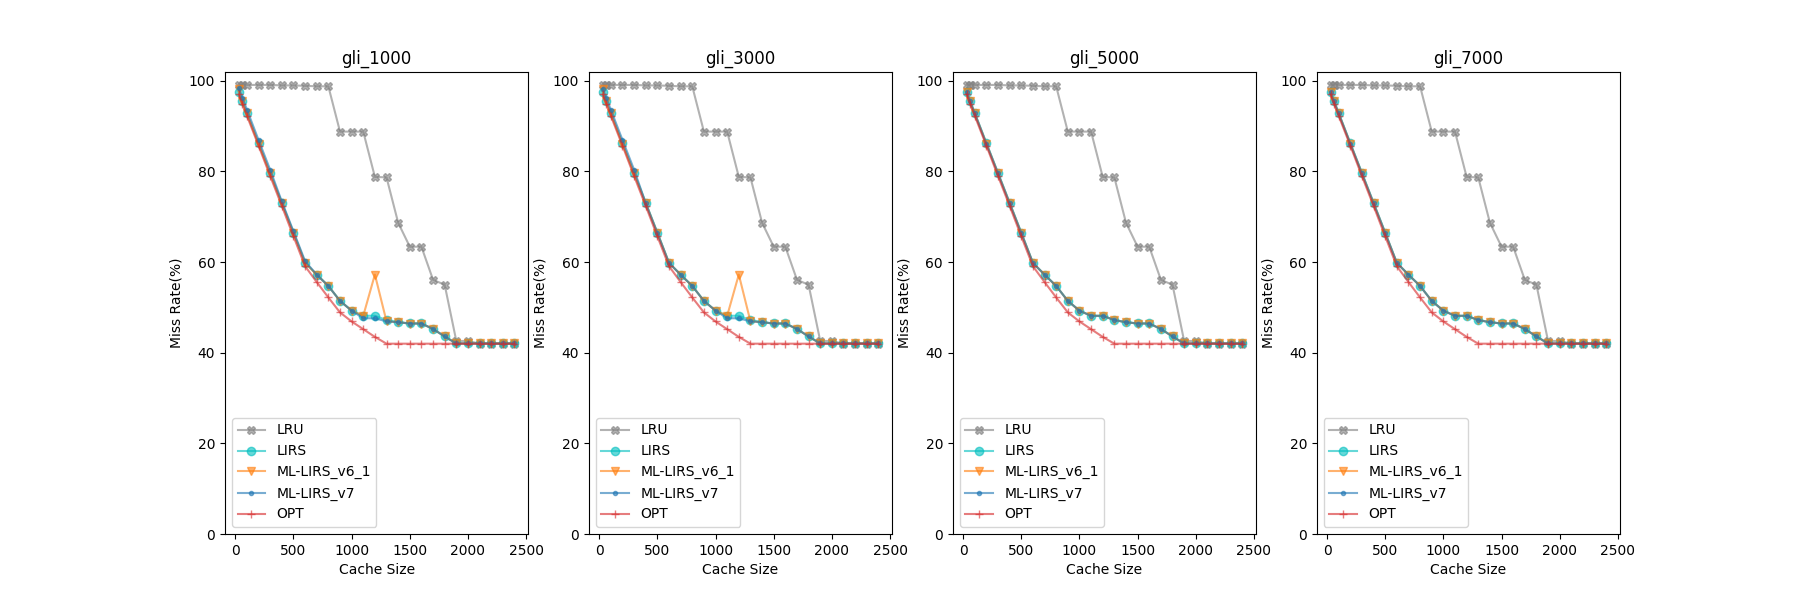 gli_1000
Miss Rate(%)
100
80
60
40
20
0
0 500 1000 1500 2000 2500
Cache Size
LRU
LIRS
ML-LIRS_v6_1
ML-LIRS_v7
OPT
gli_3000
Miss Rate(%)
100
80
60
40
20
0
0 500 1000 1500 2000 2500
Cache Size
LRU
LIRS
ML-LIRS_v6_1
ML-LIRS_v7
OPT
gli_5000
Miss Rate(%)
100
80
60
40
20
0
0 500 1000 1500 2000 2500
Cache Size
LRU
LIRS
ML-LIRS_v6_1
ML-LIRS_v7
OPT
gli_7000
Miss Rate(%)
100
80
60
40
20
0
0 500 1000 1500 2000 2500
Cache Size
LRU
LIRS
ML-LIRS_v6_1
ML-LIRS_v7
OPT